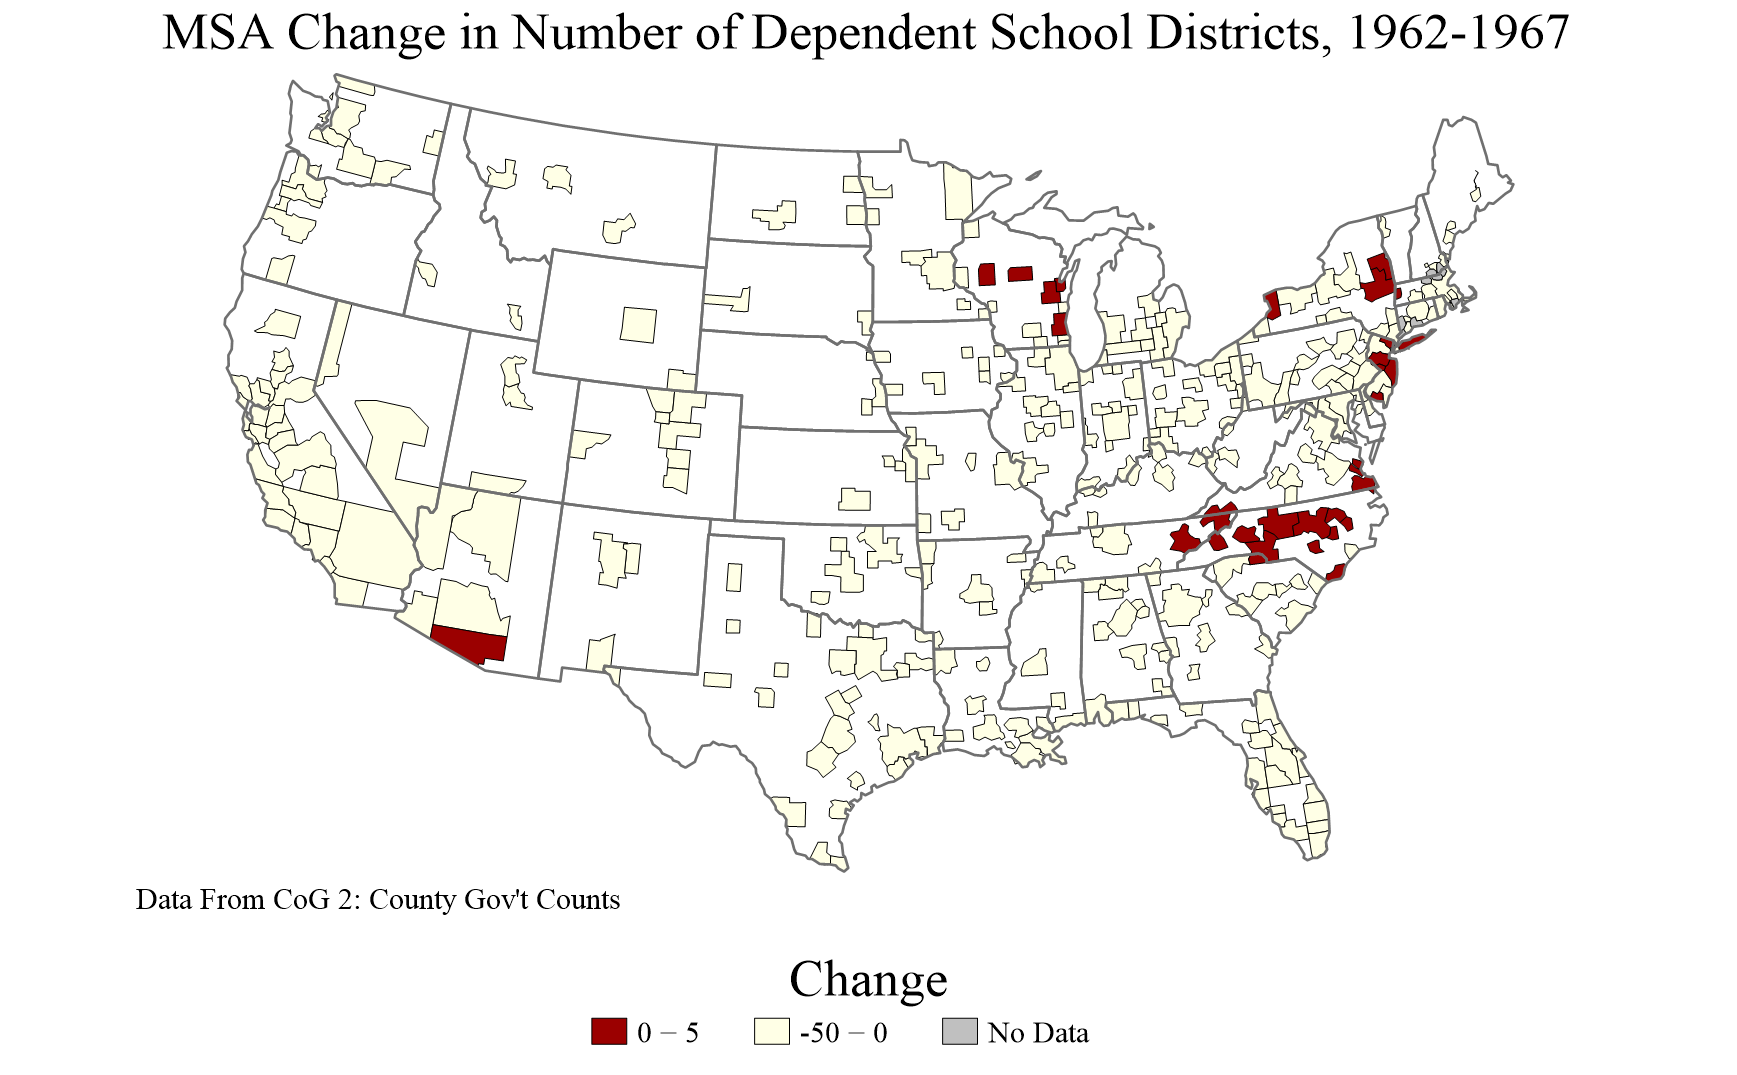 MSA Change in Number of Dependent School Districts, 1962-1967
Data From CoG 2: County Gov't Counts
Change
0 – 5
-50 – 0
No Data